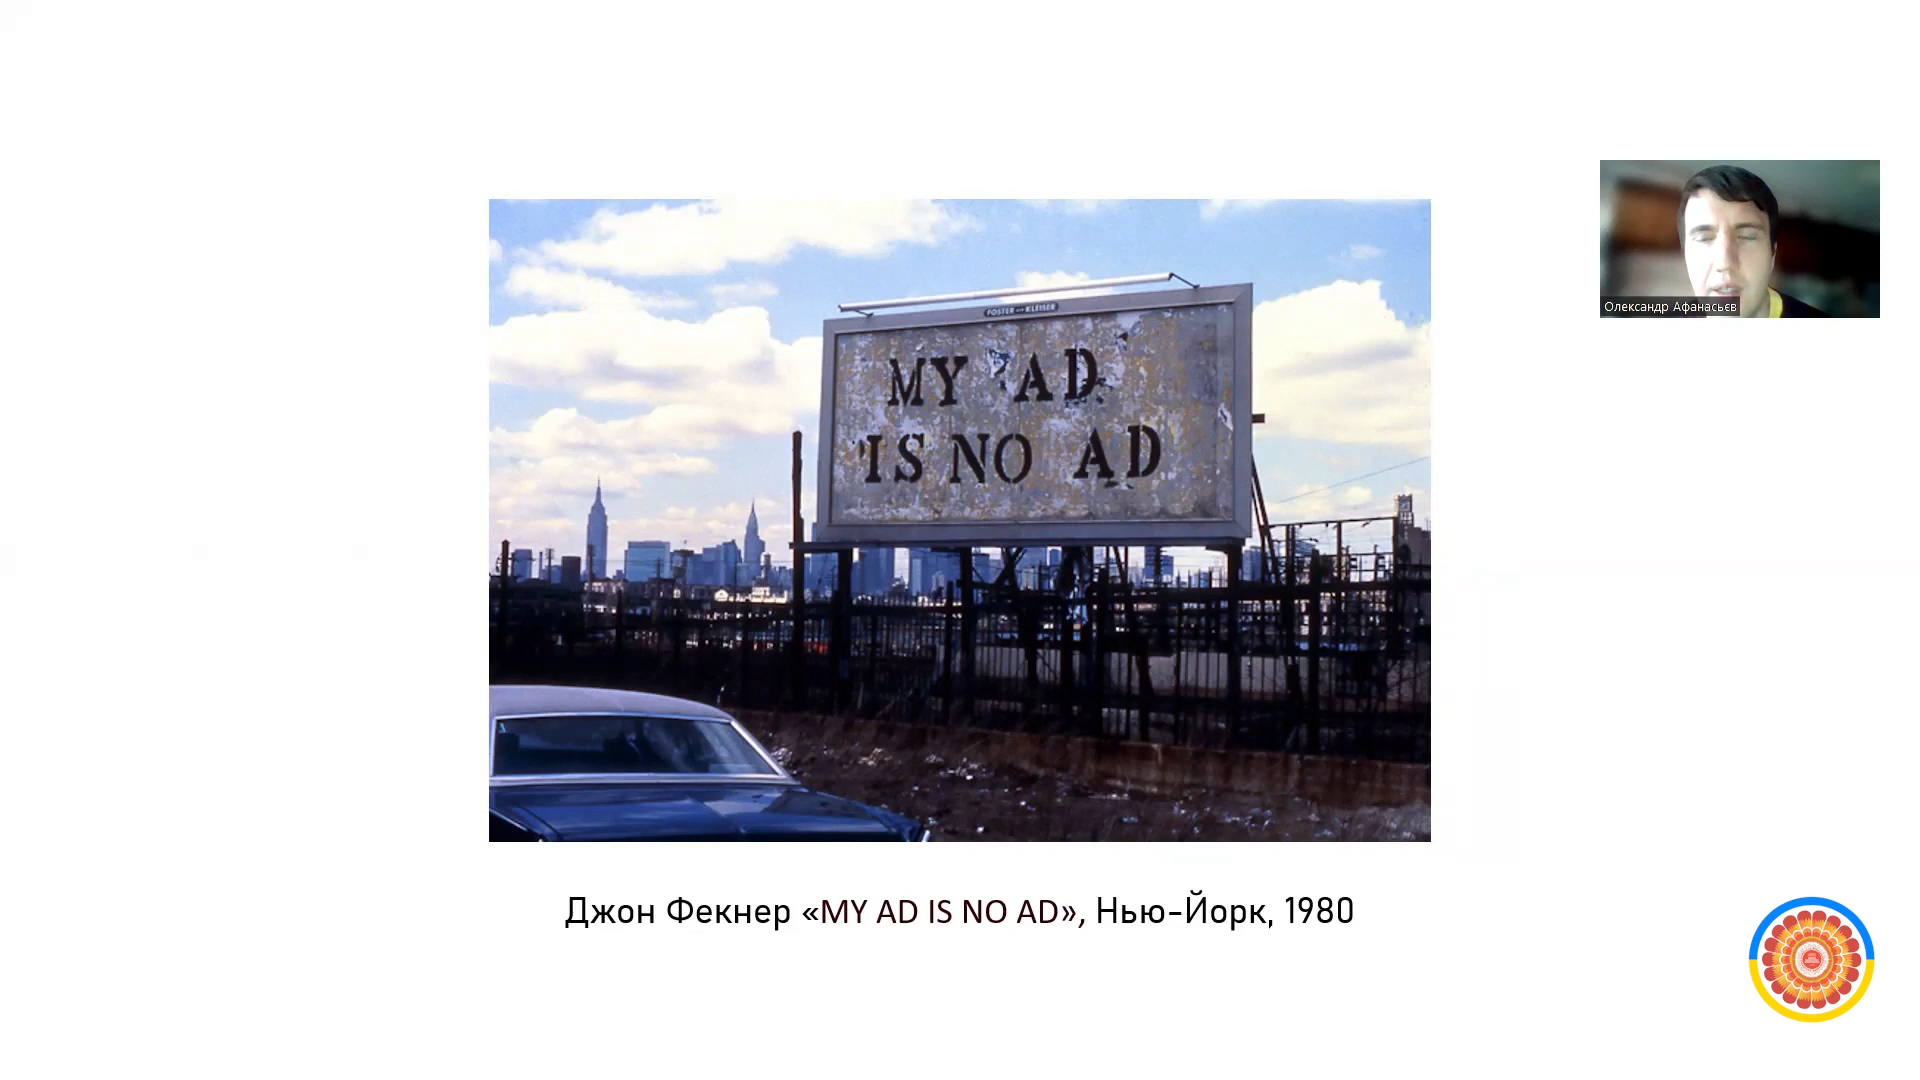 FOSTER AND KLEISER
MY AD
IS NO AD
Олександр Афанасьєв
Джон Фекнер «MY AD IS NO AD», Нью-Йорк, 1980